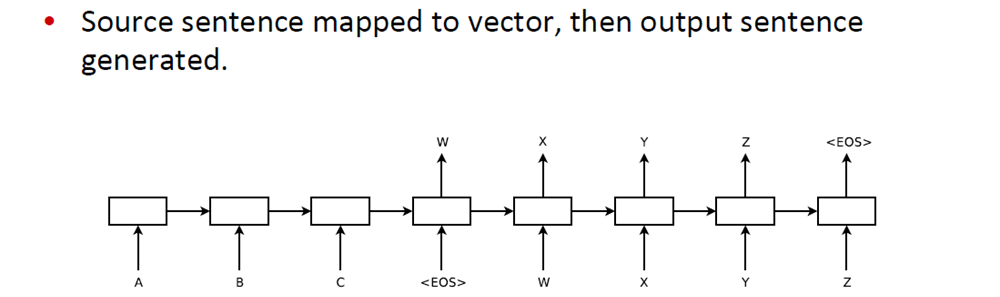 • Source sentence mapped to vector, then output sentence
generated.
W X Y Z <EOS>
A B C <EOS> W X Y Z